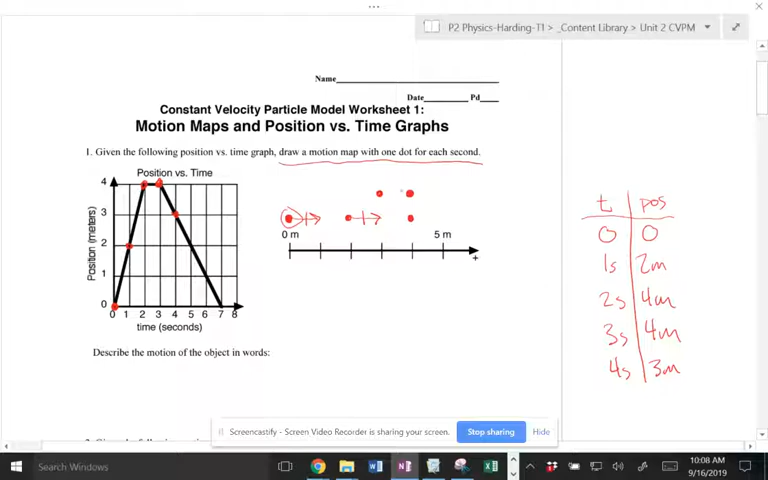 P2 Physics-Harding-T1 > _Content Library > Unit 2 CVPM
Name
Date Pd
Constant Velocity Particle Model Worksheet 1:
Motion Maps and Position vs. Time Graphs
1. Given the following position vs. time graph, draw a motion map with one dot for each second.
Position vs. Time
4
3
2
1
0
Position (meters)
0 1 2 3 4 5 6 7 8
time (seconds)
0 m 5 m
+
t pos
0 0
1s 2m
2s 4m
3s 4m
4s 3m
Describe the motion of the object in words:
Screencastify - Screen Video Recorder is sharing your screen. Stop sharing Hide
Search Windows
10:08 AM
9/16/2019